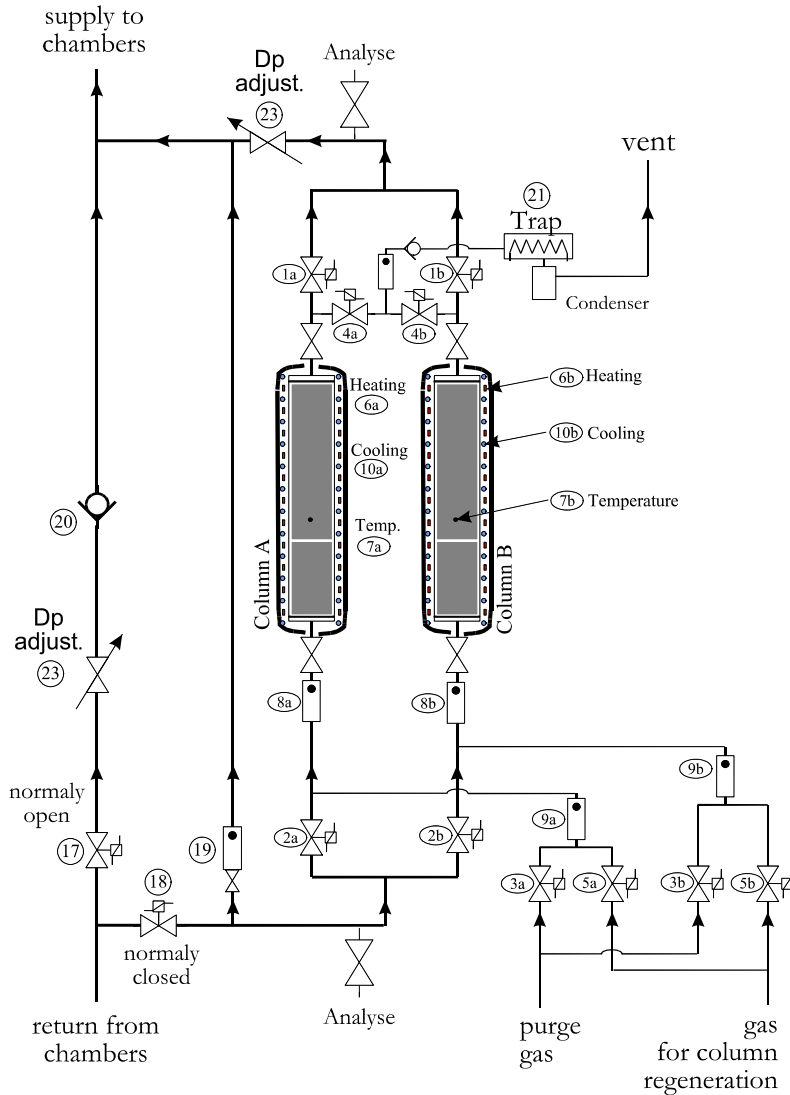 supply to
chambers
Analyse
Dp
adjust.
23
vent
21
Trap
1a
1b
Condenser
4a
4b
Heating
6a
6b Heating
Cooling
10a
10b Cooling
20
7b Temperature
Temp.
7a
Column A
Column B
Dp
adjust.
23
8a
8b
9b
normaly
open
9a
17
19
2a
2b
18
3a
5a
3b
5b
normaly
closed
return from
chambers
Analyse
purge
gas
gas
for column
regeneration